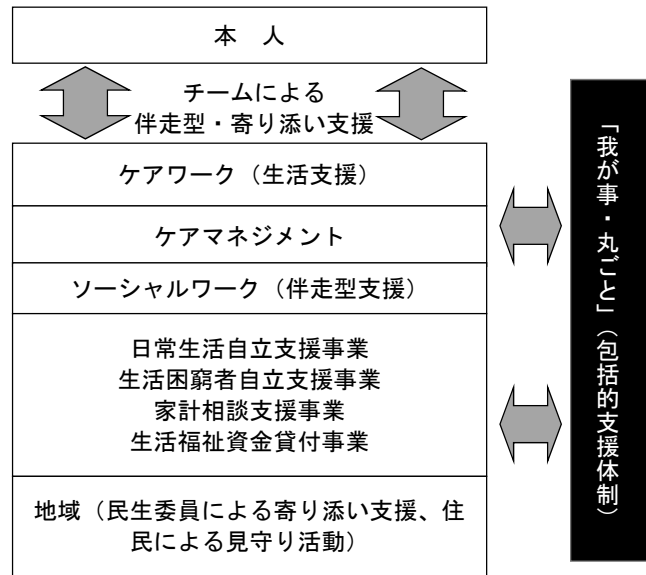 本　人
チームによる
伴走型・寄り添い支援
ケアワーク（生活支援）
ケアマネジメント
ソーシャルワーク（伴走型支援）
日常生活自立支援事業
生活困窮者自立支援事業
家計相談支援事業
生活福祉資金貸付事業
地域（民生委員による寄り添い支援、住
民による見守り活動）
「我が事・丸ごと」（包括的支援体制）